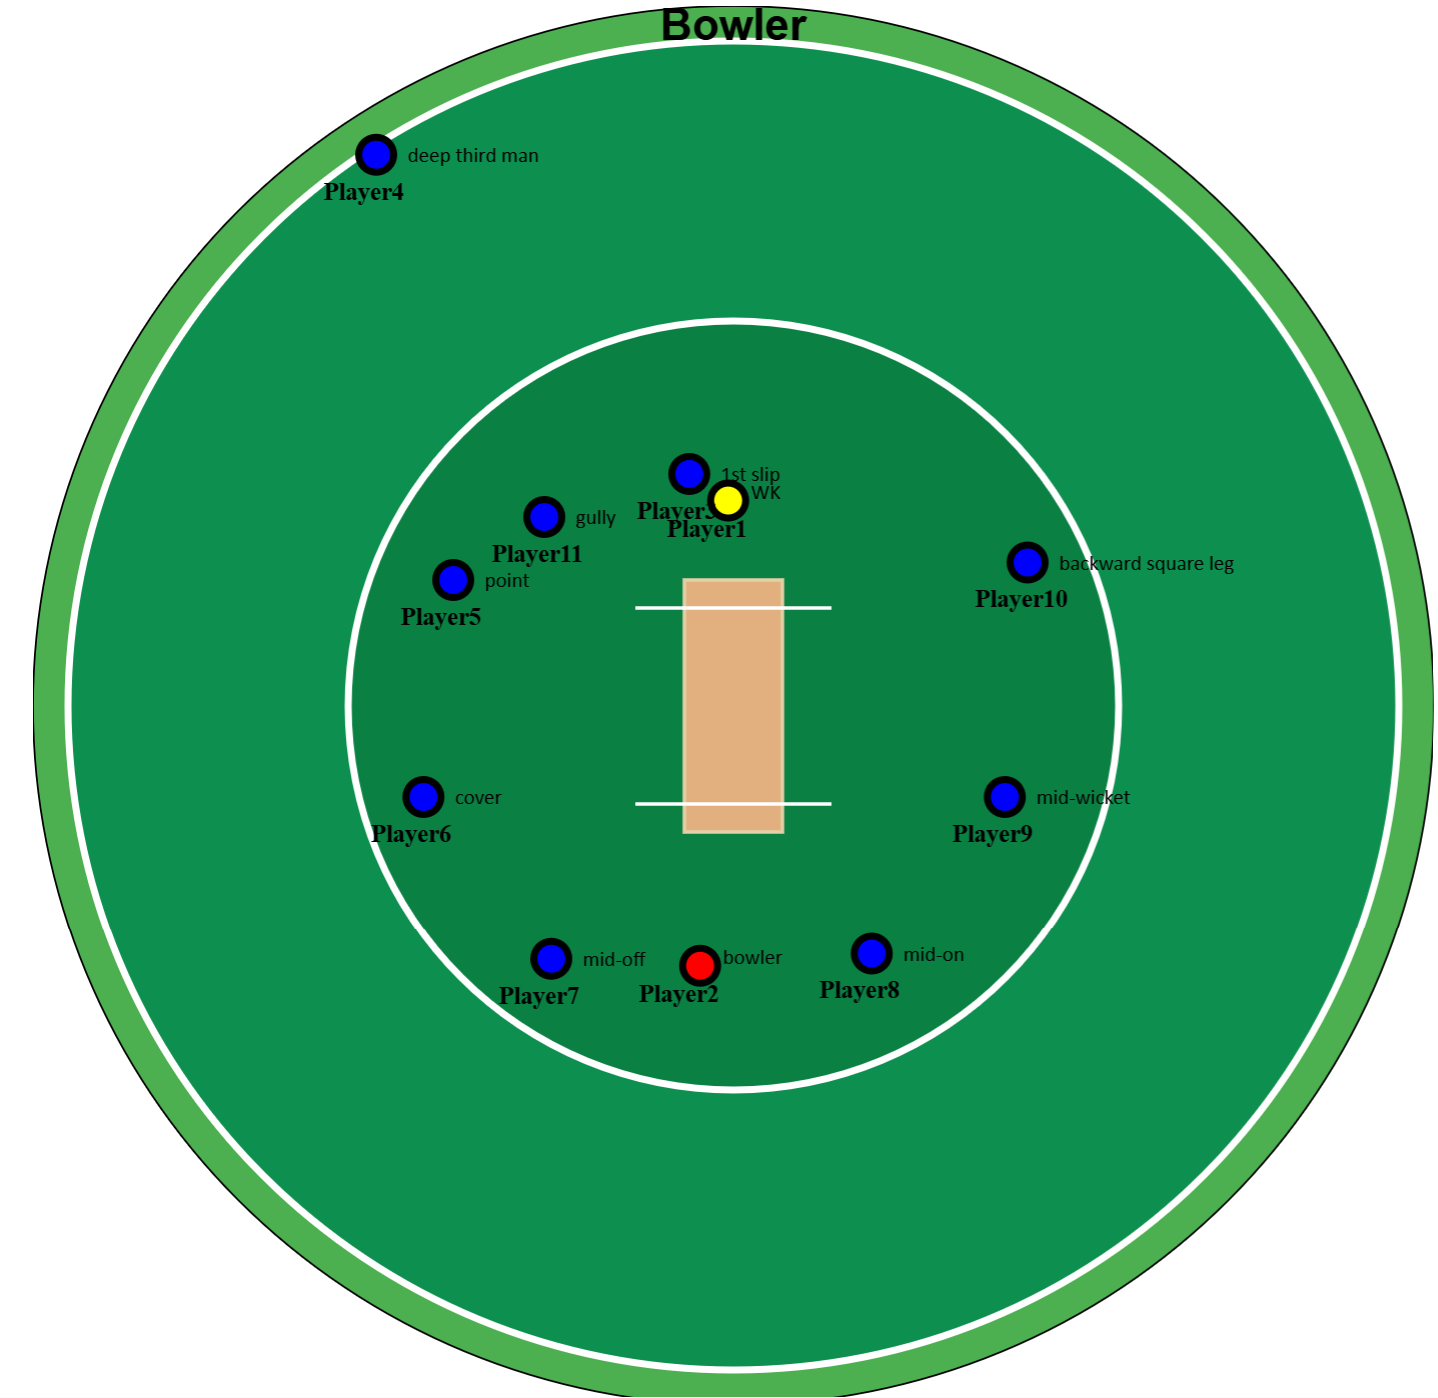 Bowler
deep third man
Player4
1st slip
WK
Player3
Player1
gully
Player11
point
Player5
backward square leg
Player10
cover
Player6
mid-wicket
Player9
mid-off
Player7
bowler
Player2
mid-on
Player8